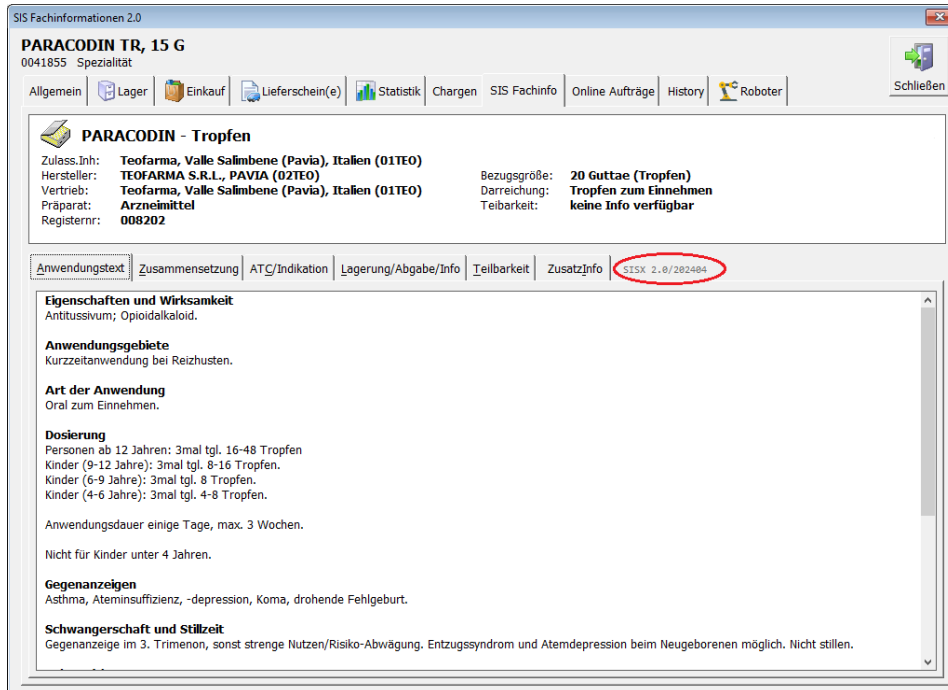 SIS Fachinformationen 2.0
PARACODIN TR, 15 G
0041855 Spezialität
Schließen
Allgemein Lager Einkauf Lieferschein(e) Statistik Chargen SIS Fachinfo Online Aufträge History Roboter
PARACODIN - Tropfen
Zulass.Inh: Teofarma, Valle Salimbene (Pavia), Italien (01TEO)
Hersteller: TEOFARMA S.R.L., PAVIA (02TEO) Bezugsgröße: 20 Guttae (Tropfen)
Vertrieb: Teofarma, Valle Salimbene (Pavia), Italien (01TEO) Darreichung: Tropfen zum Einnehmen
Präparat: Arzneimittel Teibarkeit: keine Info verfügbar
Registernr: 008202
Anwendungstext Zusammensetzung ATC/Indikation Lagerung/Abgabe/Info Teilbarkeit ZusatzInfo SISX 2.0/202404
Eigenschaften und Wirksamkeit
Antitussivum; Opioidalkaloid.
Anwendungsgebiete
Kurzzeitanwendung bei Reizhusten.
Art der Anwendung
Oral zum Einnehmen.
Dosierung
Personen ab 12 Jahren: 3mal tgl. 16-48 Tropfen
Kinder (9-12 Jahre): 3mal tgl. 8-16 Tropfen.
Kinder (6-9 Jahre): 3mal tgl. 8 Tropfen.
Kinder (4-6 Jahre): 3mal tgl. 4-8 Tropfen.
Anwendungsdauer einige Tage, max. 3 Wochen.
Nicht für Kinder unter 4 Jahren.
Gegenanzeigen
Asthma, Ateminsuffizienz, -depression, Koma, drohende Fehlgeburt.
Schwangerschaft und Stillzeit
Gegenanzeige im 3. Trimenon, sonst strenge Nutzen/Risiko-Abwägung. Entzugssyndrom und Atemdepression beim Neugeborenen möglich. Nicht stillen.